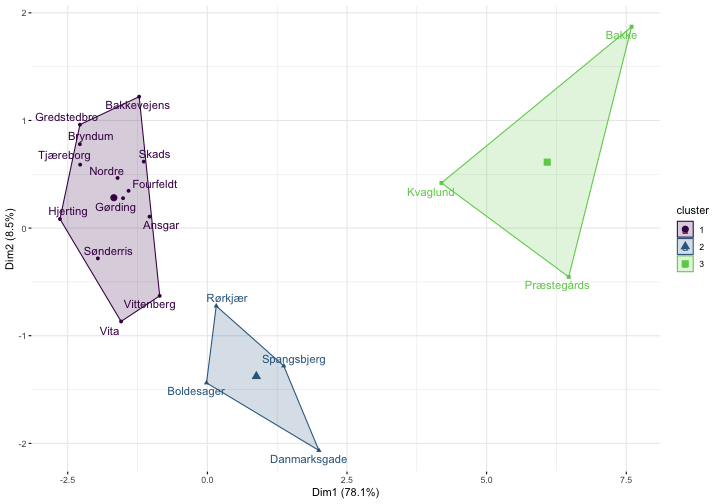 2
Bakke
Bakkevejens
Gredstedbro
1
Bryndum
Tjæreborg
Skads
Nordre
Fourfeldt
Kvaglund
Gørding
Hjerting
Ansgar
cluster
1
2
3
0
Dim2 (8.5%)
Sønderris
Præstegårds
Vittenberg
Rørkjær
Vita
-1
Spangsbjerg
Boldesager
-2
Danmarksgade
-2.5
0.0
2.5
5.0
7.5
Dim1 (78.1%)